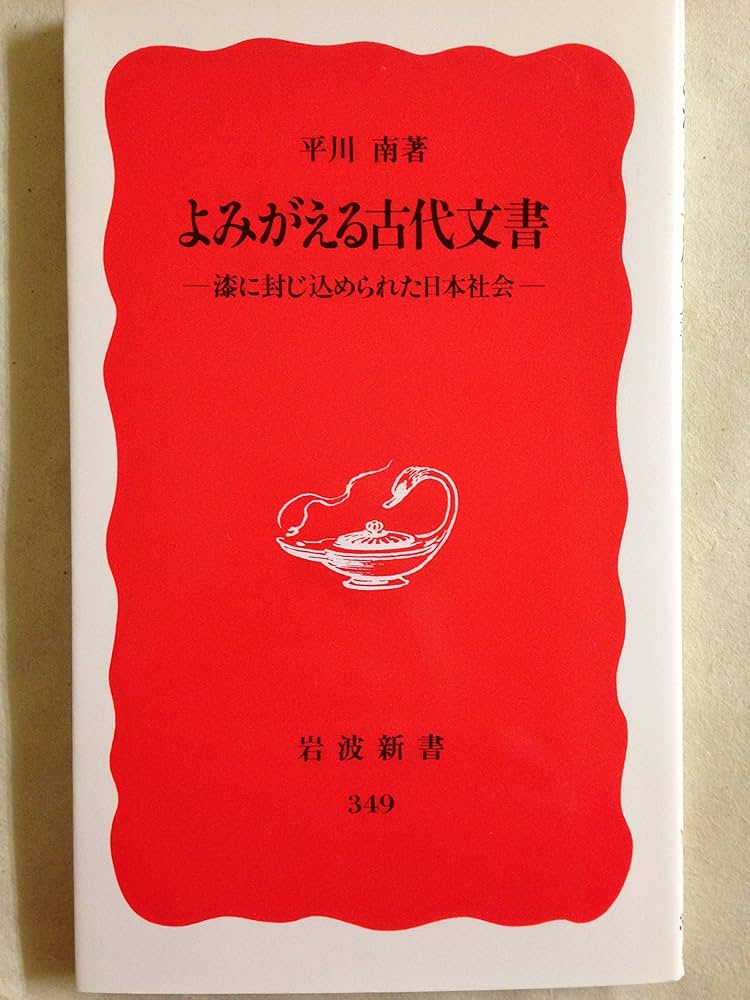 平川 南著
よみがえる古代文書
―漆に封じ込められた日本社会―
岩波新書
349